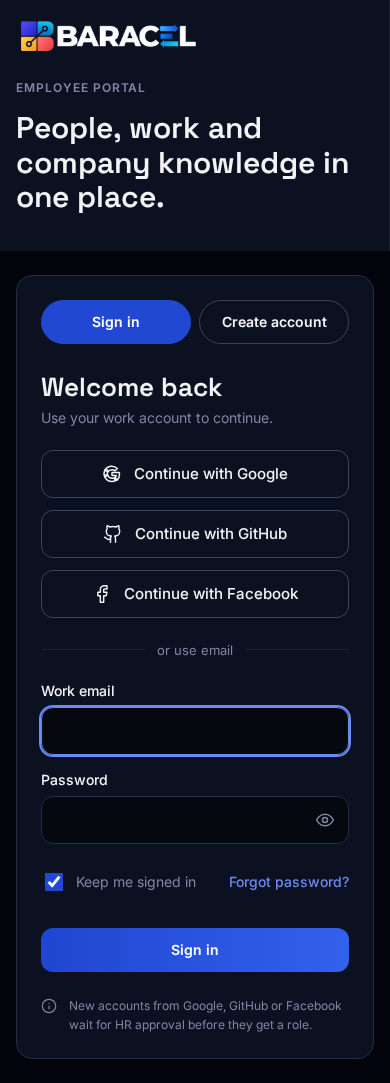 BARACEL
EMPLOYEE PORTAL
People, work and
company knowledge in
one place.
Sign in
Create account
Welcome back
Use your work account to continue.
Continue with Google
Continue with GitHub
Continue with Facebook
or use email
Work email
Password
Keep me signed in
Forgot password?
Sign in
New accounts from Google, GitHub or Facebook
wait for HR approval before they get a role.